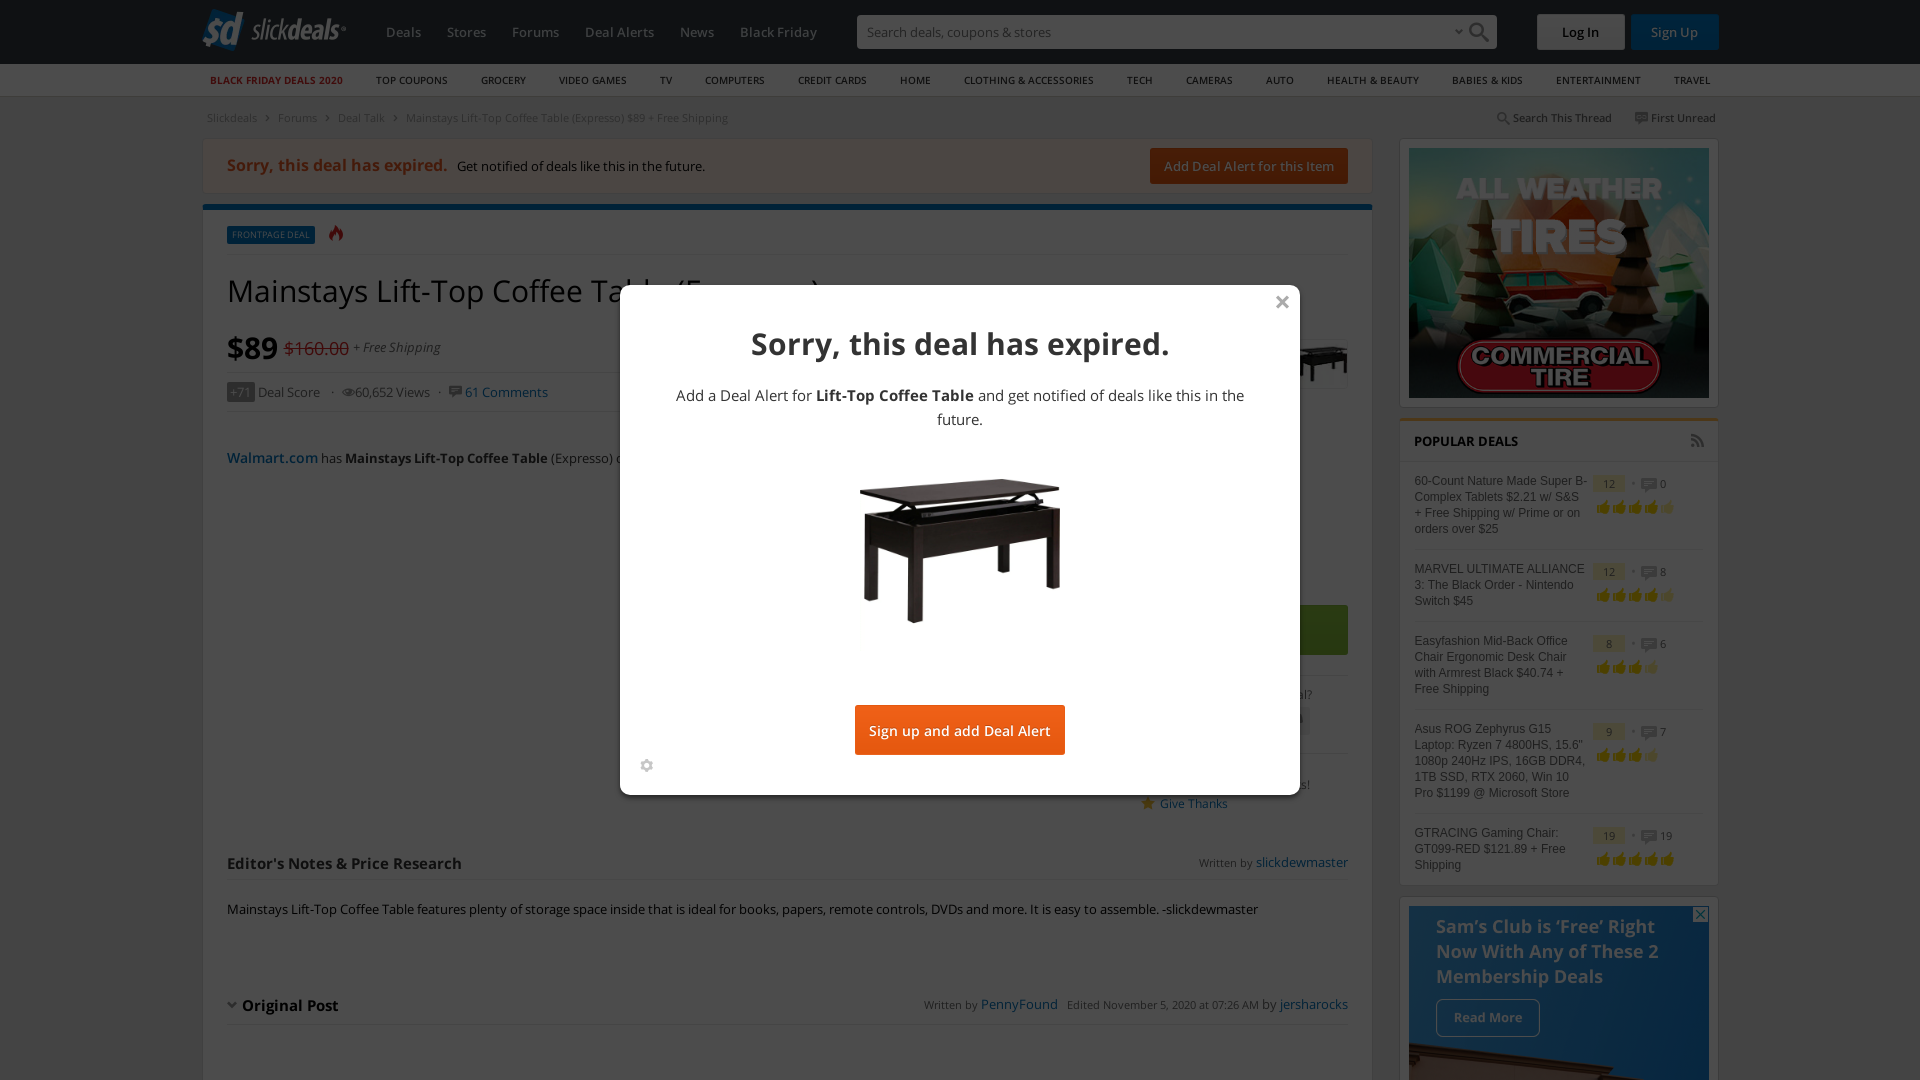 slickdeals
Deals
Stores
Forums
Deal Alerts
News
Black Friday
Search deals, coupons & stores
Log In
Sign Up
BLACK FRIDAY DEALS 2020
TOP COUPONS
GROCERY
VIDEO GAMES
TV
COMPUTERS
CREDIT CARDS
HOME
CLOTHING & ACCESSORIES
TECH
CAMERAS
AUTO
HEALTH & BEAUTY
BABIES & KIDS
ENTERTAINMENT
TRAVEL
Slickdeals > Forums > Deal Talk > Mainstays Lift-Top Coffee Table (Expresso) $89 + Free Shipping
Search This Thread
First Unread
Sorry, this deal has expired. Get notified of deals like this in the future.
Add Deal Alert for this Item
FRONTPAGE DEAL
Mainstays Lift-Top Coffee
$89 $160.00 + Free Shipping
+71 Deal Score · 60,652 Views · 61 Comments
Walmart.com has Mainstays Lift-Top Coffee Table (Expresso)
Sorry, this deal has expired.
Add a Deal Alert for Lift-Top Coffee Table and get notified of deals like this in the
future.
Sign up and add Deal Alert
Give Thanks
Editor's Notes & Price Research
Written by slickdewmaster
Mainstays Lift-Top Coffee Table features plenty of storage space inside that is ideal for books, papers, remote controls, DVDs and more. It is easy to assemble. -slickdewmaster
Original Post
Written by PennyFound Edited November 5, 2020 at 07:26 AM by jersharocks
ALL WEATHER
TIRES
COMMERCIAL
TIRE
POPULAR DEALS
60-Count Nature Made Super B-
Complex Tablets $2.21 w/ S&S
+ Free Shipping w/ Prime or on
orders over $25
12 • 0
MARVEL ULTIMATE ALLIANCE
3: The Black Order - Nintendo
Switch $45
12 • 8
Easyfashion Mid-Back Office
Chair Ergonomic Desk Chair
with Armrest Black $40.74 +
Free Shipping
8 • 6
Asus ROG Zephyrus G15
Laptop: Ryzen 7 4800HS, 15.6"
1080p 240Hz IPS, 16GB DDR4,
1TB SSD, RTX 2060, Win 10
Pro $1199 @ Microsoft Store
9 • 7
GTRACING Gaming Chair:
GT099-RED $121.89 + Free
Shipping
19 • 19
Sam's Club is 'Free' Right
Now With Any of These 2
Membership Deals
Read More